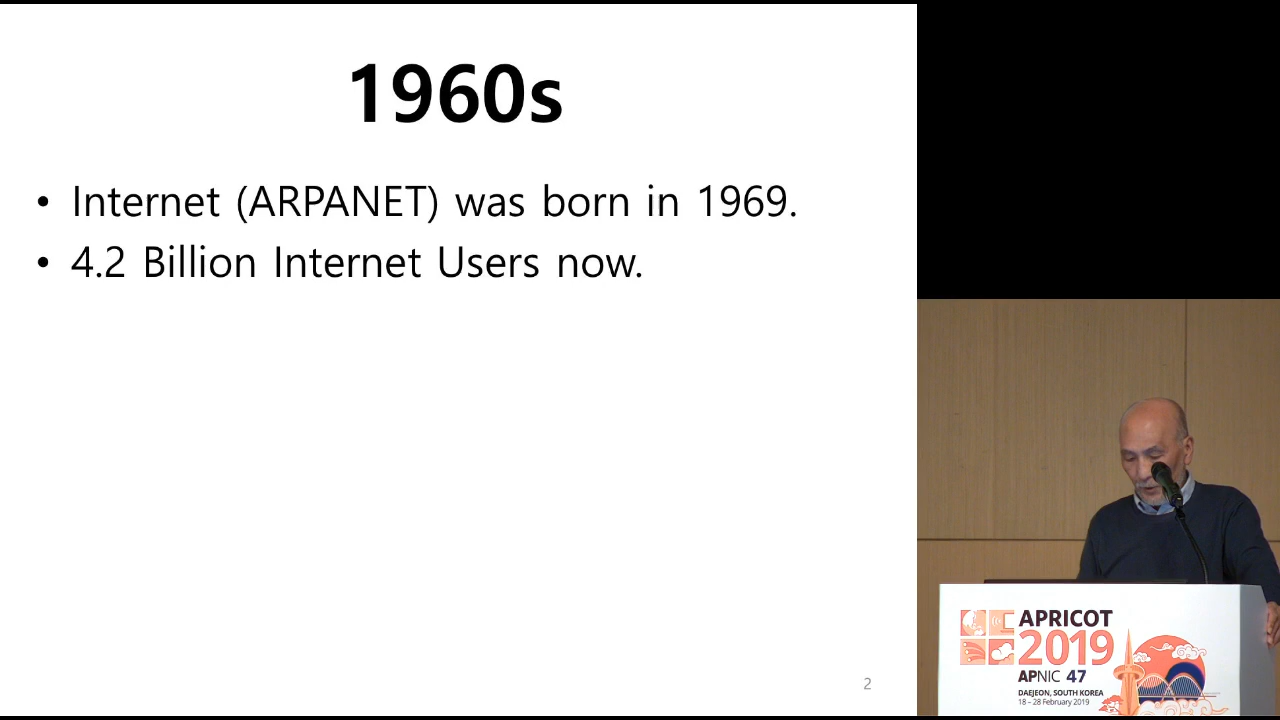 1960s
• Internet (ARPANET) was born in 1969.
• 4.2 Billion Internet Users now.
2
APRICOT
2019
APNIC 47
DAEJEON, SOUTH KOREA
18 – 28 February 2019